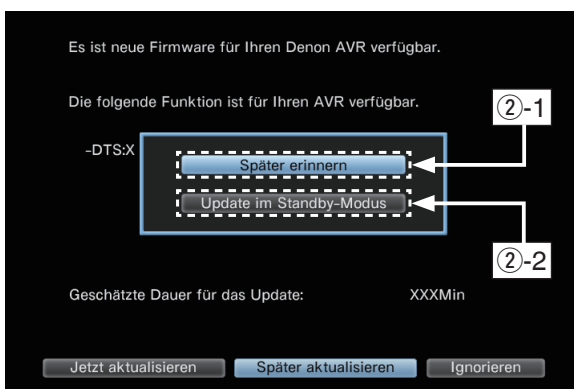 Es ist neue Firmware für Ihren Denon AVR verfügbar.
Die folgende Funktion ist für Ihren AVR verfügbar.
②-1
-DTS:X
Später erinnern
Update im Standby-Modus
②-2
Geschätzte Dauer für das Update: XXXMin
Jetzt aktualisieren Später aktualisieren Ignorieren